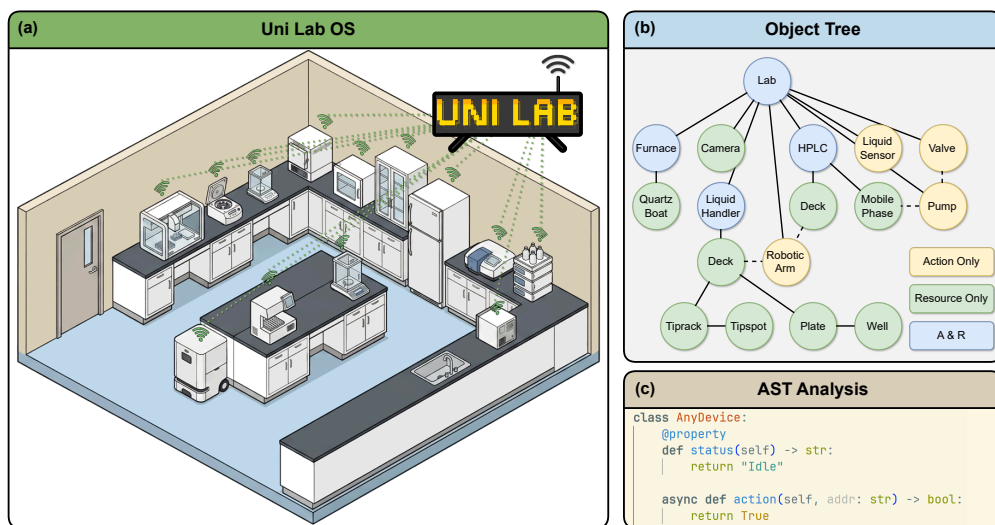 (a)
Uni Lab OS
UNI LAB
(b)
Object Tree
Lab
Furnace
Camera
HPLC
Liquid
Sensor
Valve
Quartz
Boat
Liquid
Handler
Deck
Mobile
Phase
Pump
Deck
Robotic
Arm
Action Only
Resource Only
A & R
Tiprack
Tipspot
Plate
Well
(c)
AST Analysis
class AnyDevice:
@property
def status(self) -> str:
return "Idle"
async def action(self, addr: str) -> bool:
return True